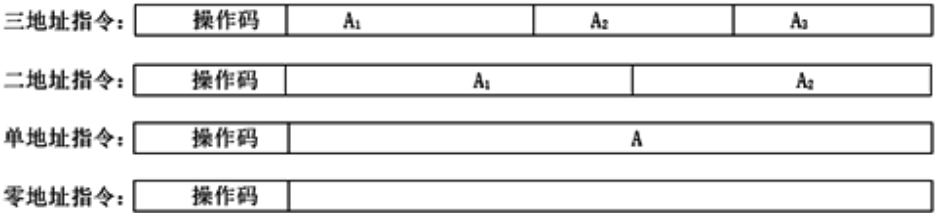 三地址指令： 操作码 A₁ A₂ A₃
二地址指令： 操作码 A₁ A₂
单地址指令： 操作码 A
零地址指令： 操作码